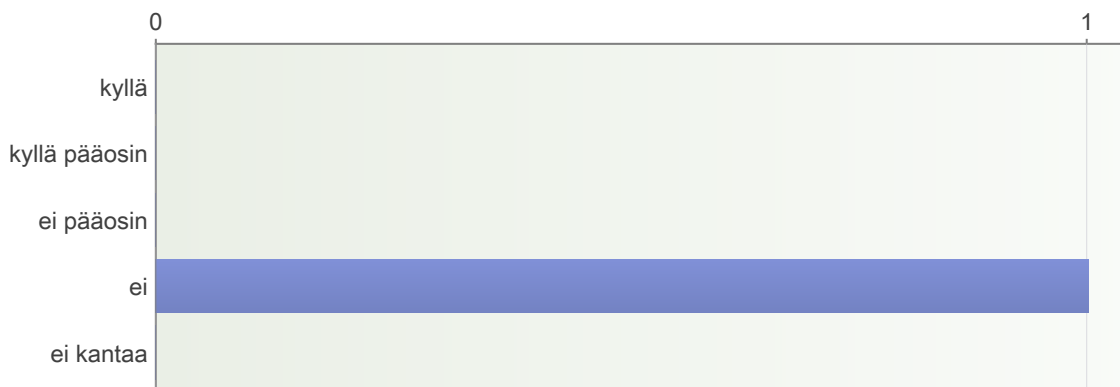 0 1
kyllä
kyllä pääosin
ei pääosin
ei
ei kantaa